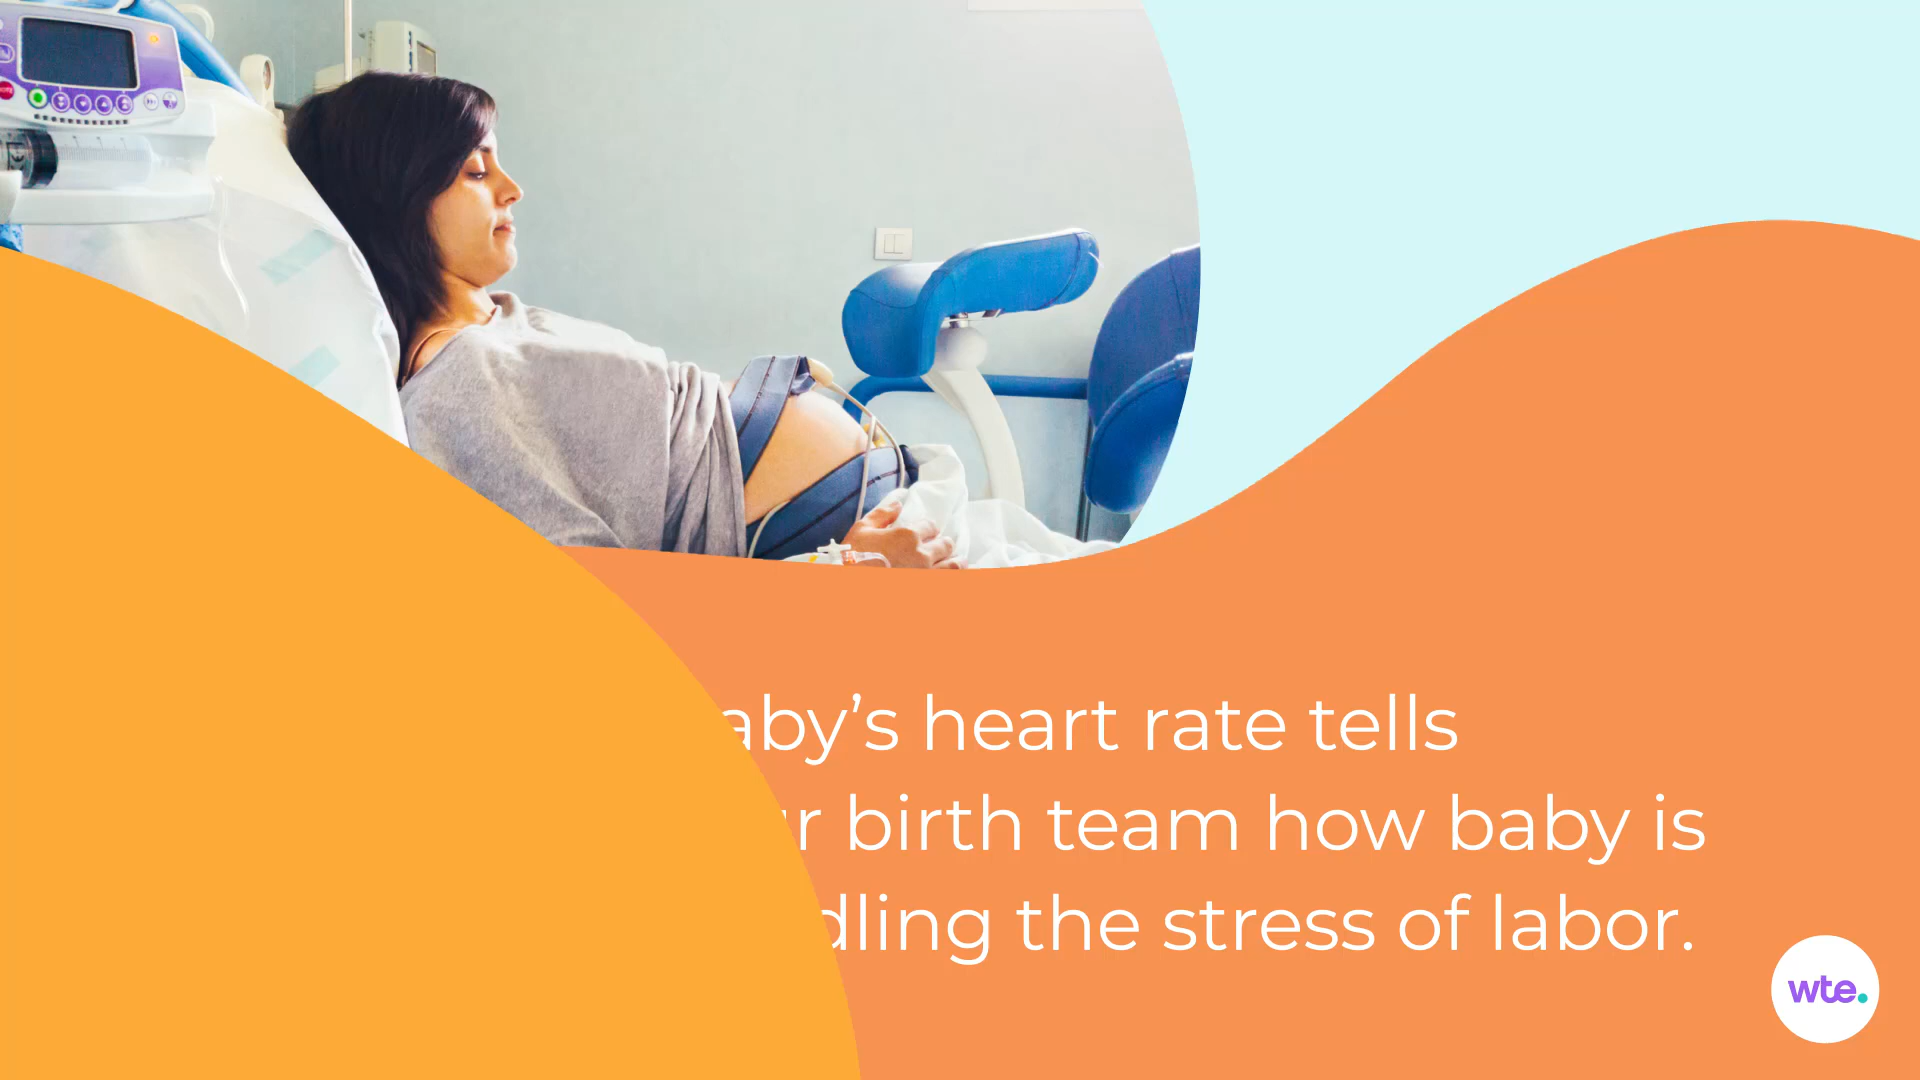 aby’s heart rate tells
r birth team how baby is
dling the stress of labor.
wte.